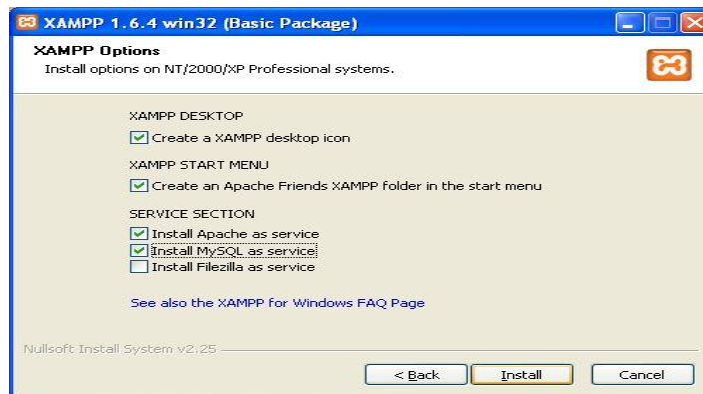 XAMPP 1.6.4 win32 (Basic Package)
XAMPP Options
Install options on NT/2000/XP Professional systems.
XAMPP DESKTOP
Create a XAMPP desktop icon
XAMPP START MENU
Create an Apache Friends XAMPP folder in the start menu
SERVICE SECTION
Install Apache as service
Install MySQL as service
Install Filezilla as service
See also the XAMPP for Windows FAQ Page
Nullsoft Install System v2.25
< Back Install Cancel